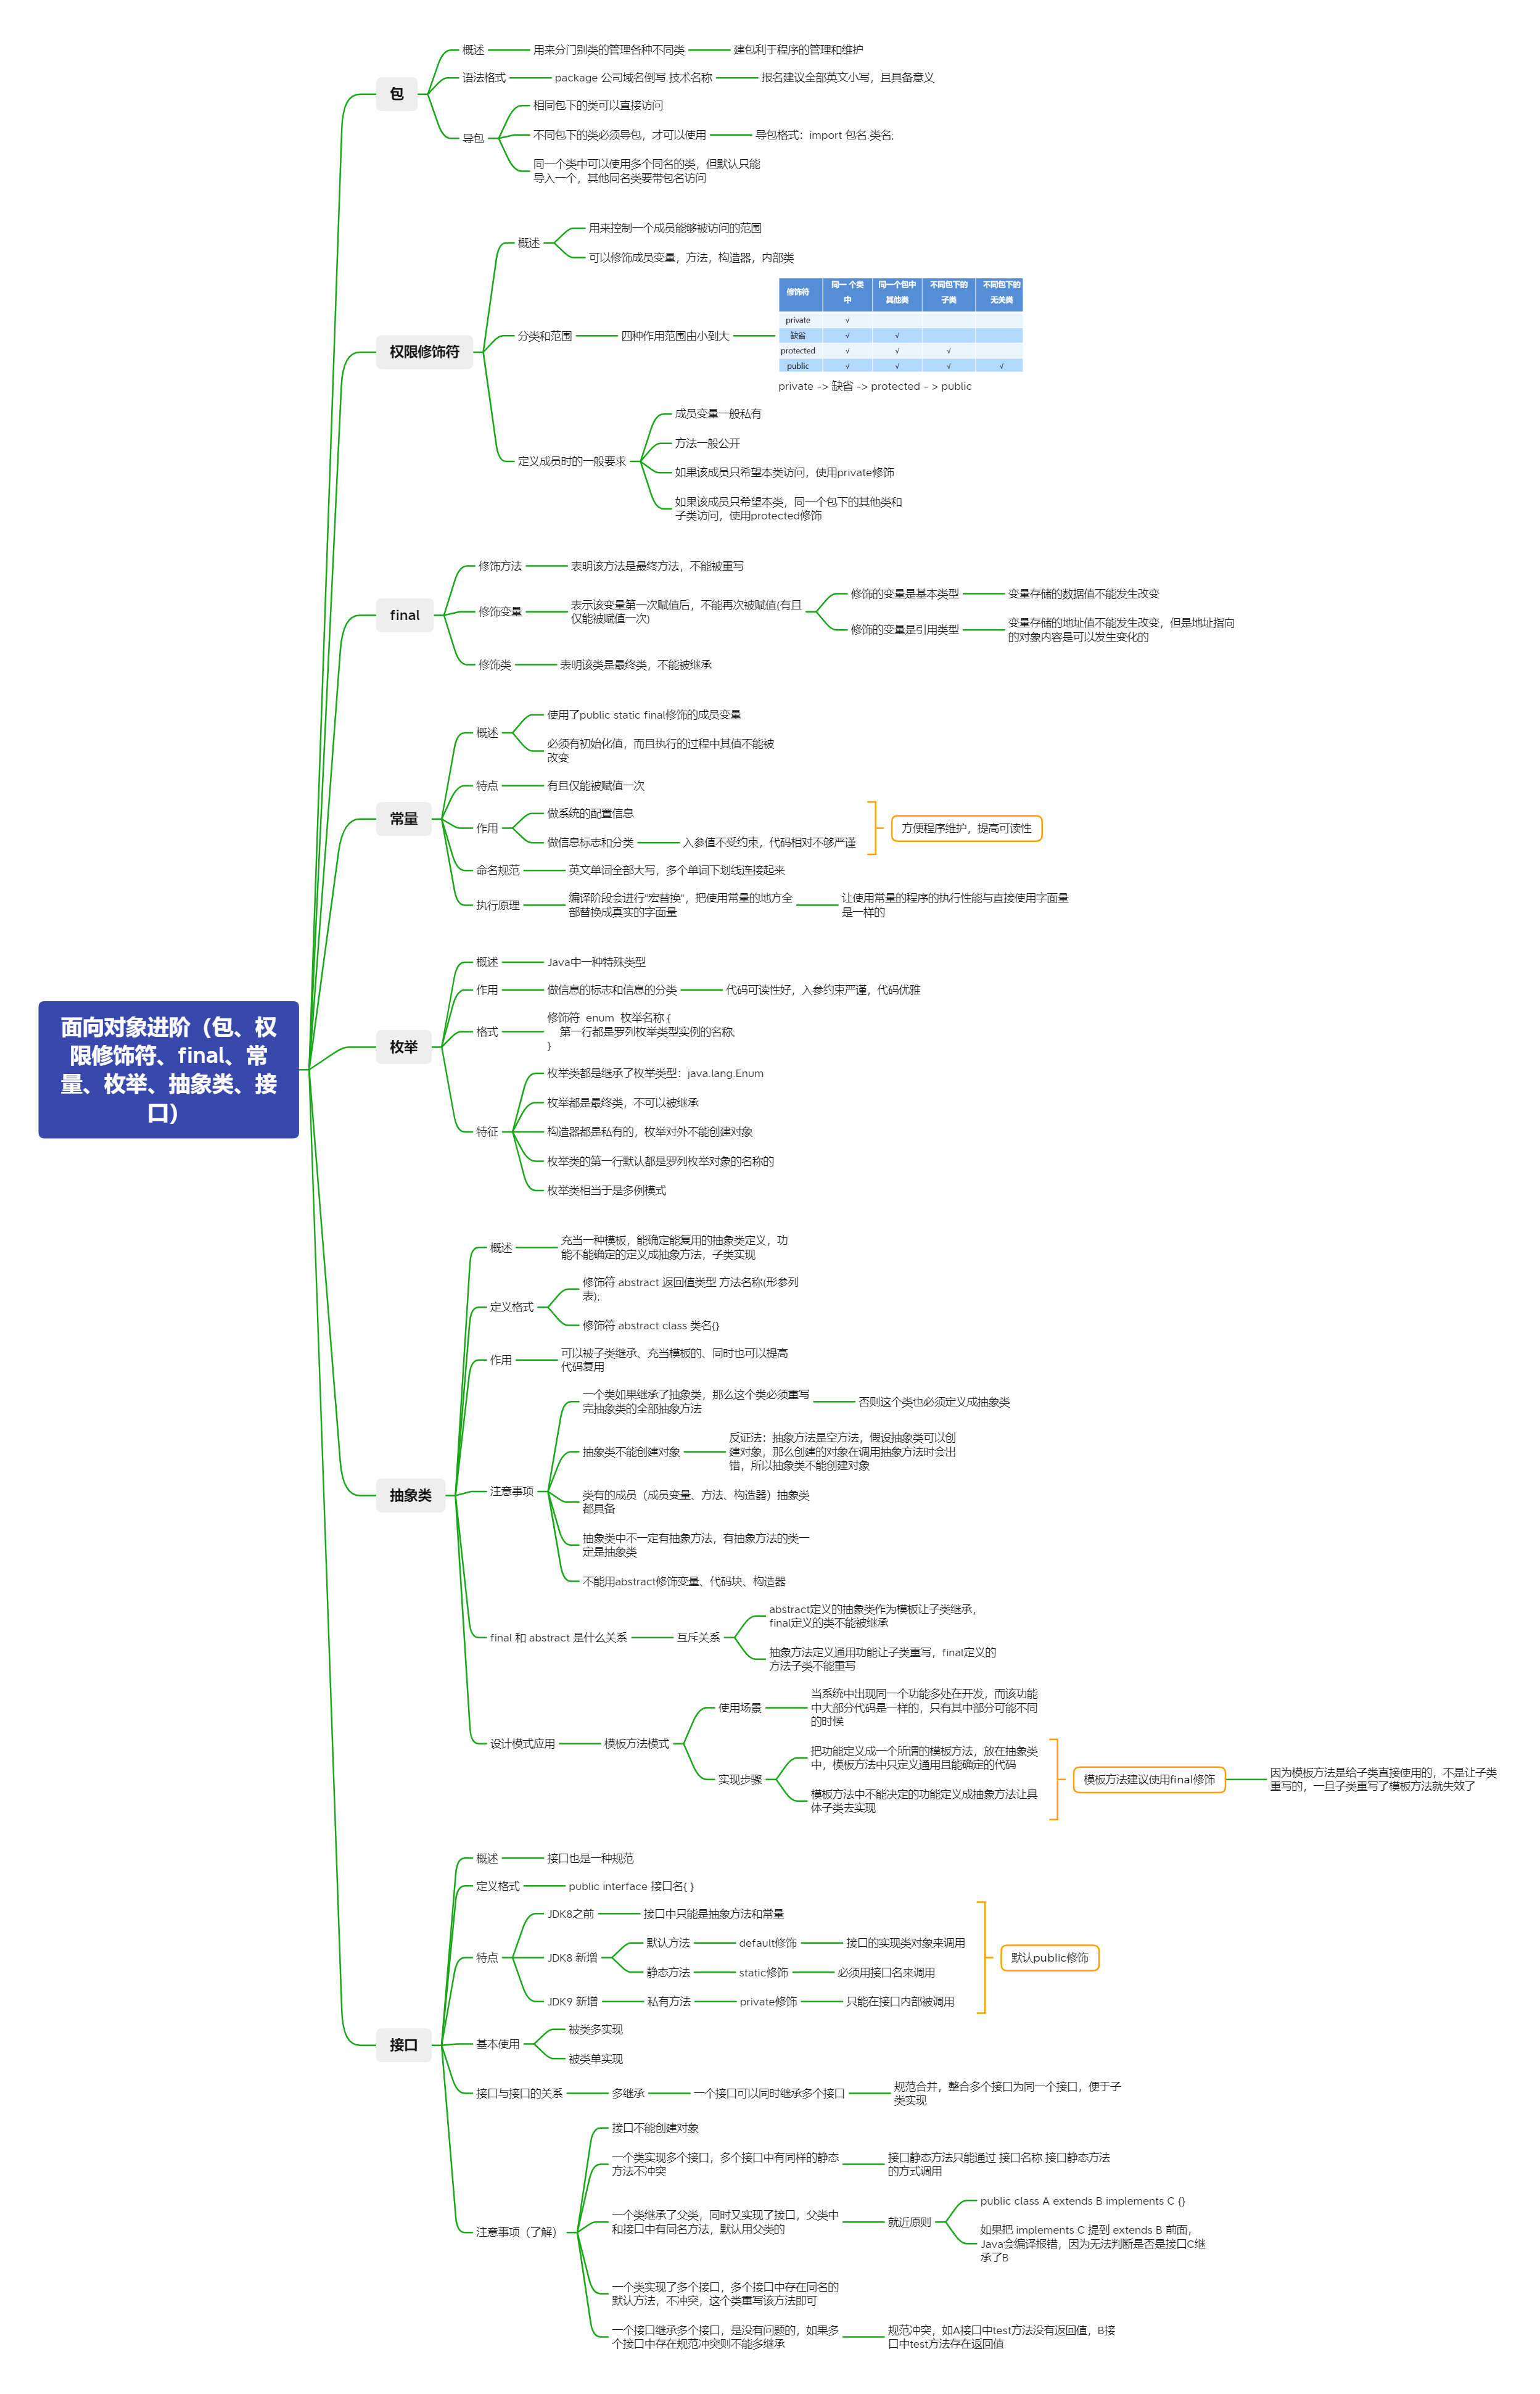 面向对象进阶（包、权
限修饰符、final、常
量、枚举、抽象类、接
口）
包
概述
用来分门别类的管理各种不同类
建包利于程序的管理和维护
语法格式
package 公司域名倒写.技术名称
报名建议全部英文小写，且具备意义
导包
相同包下的类可以直接访问
不同包下的类必须导包，才可以使用
导包格式：import 包名.类名;
同一个类中可以使用多个同名的类，但默认只能
导入一个，其他同名类要带包名访问
权限修饰符
概述
用来控制一个成员能够被访问的范围
可以修饰成员变量，方法，构造器，内部类
分类和范围
四种作用范围由小到大
修饰符 同一 个类中 同一个包中其他类 不同包下的子类 不同包下的无关类
private √
缺省 √ √
protected √ √ √
public √ √ √ √
private -> 缺省 -> protected - > public
定义成员时的一般要求
成员变量一般私有
方法一般公开
如果该成员只希望本类访问，使用private修饰
如果该成员只希望本类，同一个包下的其他类和
子类访问，使用protected修饰
final
修饰方法
表明该方法是最终方法，不能被重写
修饰变量
表示该变量第一次赋值后，不能再次被赋值(有且
仅能被赋值一次)
修饰的变量是基本类型
变量存储的数据值不能发生改变
修饰的变量是引用类型
变量存储的地址值不能发生改变，但是地址指向
的对象内容是可以发生变化的
修饰类
表明该类是最终类，不能被继承
常量
概述
使用了public static final修饰的成员变量
必须有初始化值，而且执行的过程中其值不能被
改变
特点
有且仅能被赋值一次
作用
做系统的配置信息
做信息标志和分类
入参值不受约束，代码相对不够严谨
方便程序维护，提高可读性
命名规范
英文单词全部大写，多个单词下划线连接起来
执行原理
编译阶段会进行"宏替换"，把使用常量的地方全
部替换成真实的字面量
让使用常量的程序的执行性能与直接使用字面量
是一样的
枚举
概述
Java中一种特殊类型
作用
做信息的标志和信息的分类
代码可读性好，入参约束严谨，代码优雅
格式
修饰符 enum 枚举名称 {
第一行都是罗列枚举类型实例的名称;
}
特征
枚举类都是继承了枚举类型：java.lang.Enum
枚举都是最终类，不可以被继承
构造器都是私有的，枚举对外不能创建对象
枚举类的第一行默认都是罗列枚举对象的名称的
枚举类相当于是多例模式
抽象类
概述
充当一种模板，能确定能复用的抽象类定义，功
能不能确定的定义成抽象方法，子类实现
定义格式
修饰符 abstract 返回值类型 方法名称(形参列
表);
修饰符 abstract class 类名{}
作用
可以被子类继承、充当模板的、同时也可以提高
代码复用
注意事项
一个类如果继承了抽象类，那么这个类必须重写
完抽象类的全部抽象方法
否则这个类也必须定义成抽象类
抽象类不能创建对象
反证法：抽象方法是空方法，假设抽象类可以创
建对象，那么创建的对象在调用抽象方法时会出
错，所以抽象类不能创建对象
类有的成员（成员变量、方法、构造器）抽象类
都具备
抽象类中不一定有抽象方法，有抽象方法的类一
定是抽象类
不能用abstract修饰变量、代码块、构造器
final 和 abstract 是什么关系
互斥关系
abstract定义的抽象类作为模板让子类继承，
final定义的类不能被继承
抽象方法定义通用功能让子类重写，final定义的
方法子类不能重写
设计模式应用
模板方法模式
使用场景
当系统中出现同一个功能多处在开发，而该功能
中大部分代码是一样的，只有其中部分可能不同
的时候
实现步骤
把功能定义成一个所谓的模板方法，放在抽象类
中，模板方法中只定义通用且能确定的代码
模板方法中不能决定的功能定义成抽象方法让具
体子类去实现
模板方法建议使用final修饰
因为模板方法是给子类直接使用的，不是让子类
重写的，一旦子类重写了模板方法就失效了
接口
概述
接口也是一种规范
定义格式
public interface 接口名{ }
特点
JDK8之前
接口中只能是抽象方法和常量
JDK8 新增
默认方法
default修饰
接口的实现类对象来调用
静态方法
static修饰
必须用接口名来调用
JDK9 新增
私有方法
private修饰
只能在接口内部被调用
默认public修饰
基本使用
被类多实现
被类单实现
接口与接口的关系
多继承
一个接口可以同时继承多个接口
规范合并，整合多个接口为同一个接口，便于子
类实现
注意事项（了解）
接口不能创建对象
一个类实现多个接口，多个接口中有同样的静态
方法不冲突
接口静态方法只能通过 接口名称.接口静态方法
的方式调用
一个类继承了父类，同时又实现了接口，父类中
和接口中有同名方法，默认用父类的
就近原则
public class A extends B implements C {}
如果把 implements C 提到 extends B 前面，
Java会编译报错，因为无法判断是否是接口C继
承了B
一个类实现了多个接口，多个接口中存在同名的
默认方法，不冲突，这个类重写该方法即可
一个接口继承多个接口，是没有问题的，如果多
个接口中存在规范冲突则不能多继承
规范冲突，如A接口中test方法没有返回值，B接
口中test方法存在返回值